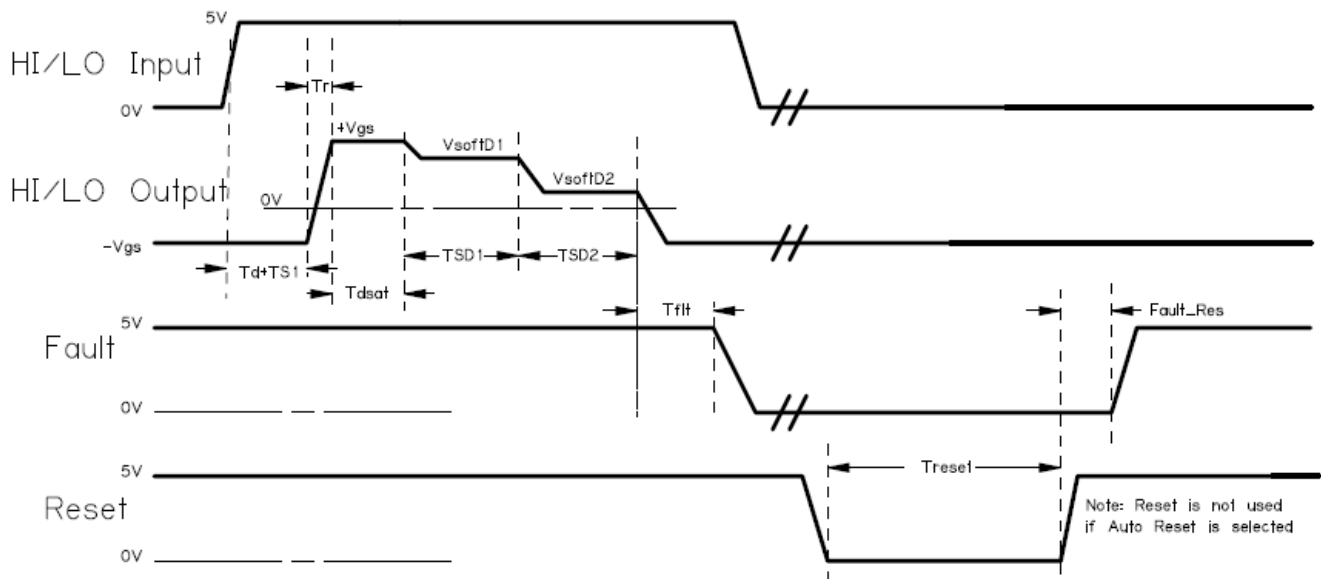 5V
HI/LO Input
Tr
0V
+Vgs
VsoftD1
VsoftD2
HI/LO Output
0V
-Vgs
TSD1
TSD2
Td+TS1
Tdsat
Tflt
Fault_Res
5V
Fault
0V
5V
Treset
Reset
Note: Reset is not used
if Auto Reset is selected
0V